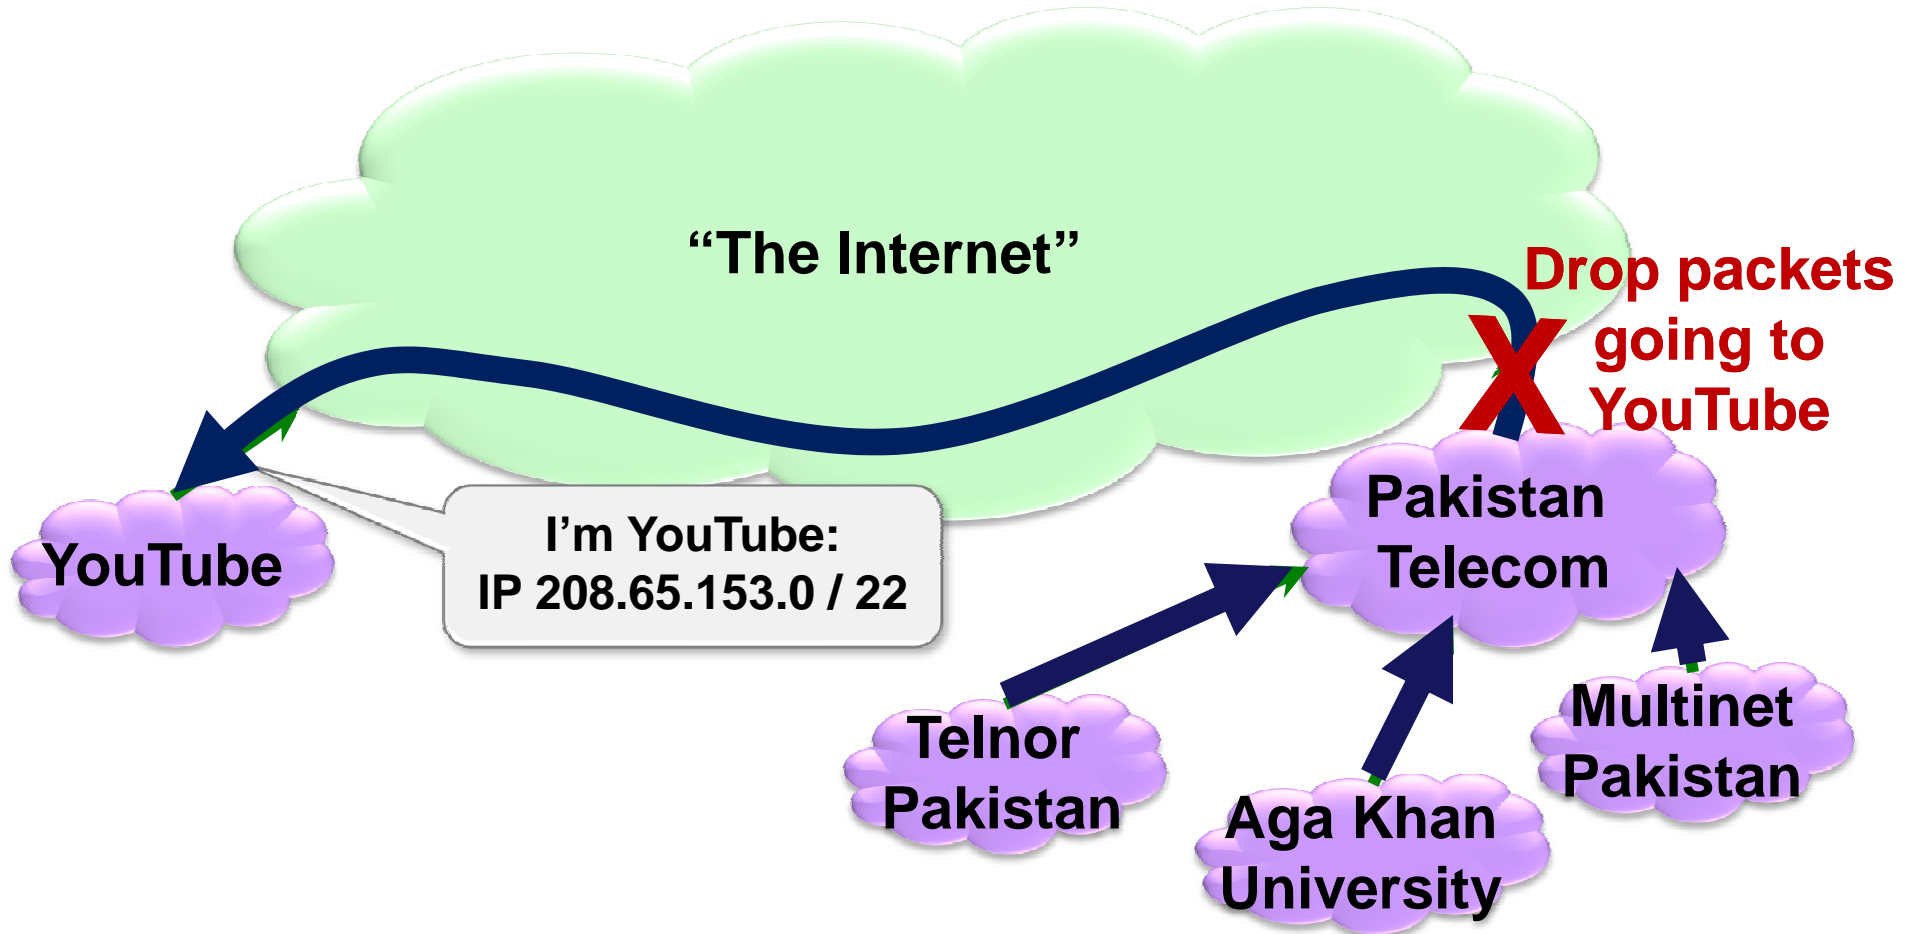 “The Internet”
Drop packets
going to
YouTube
X
Pakistan
Telecom
I’m YouTube:
IP 208.65.153.0 / 22
YouTube
Telnor
Pakistan
Multinet
Pakistan
Aga Khan
University